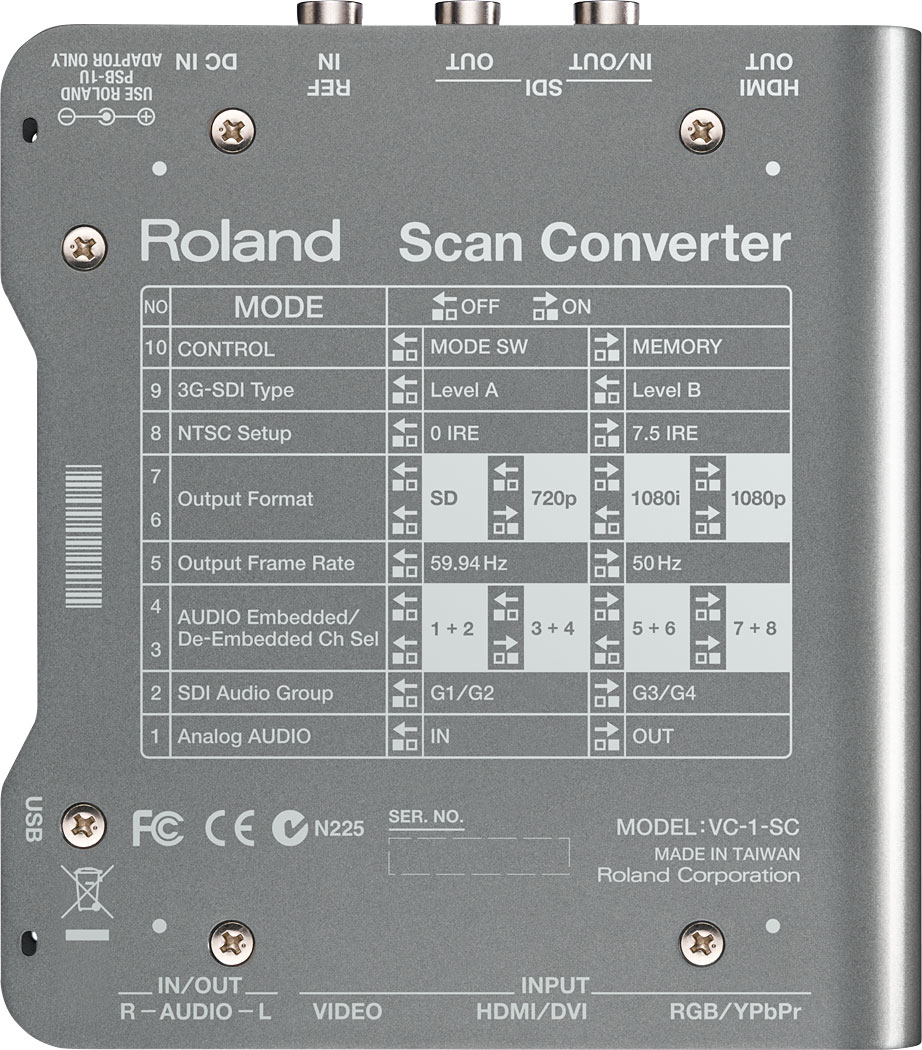 USE ROLAND
PSB-1U
ADAPTOR ONLY
DC IN
REF
IN
SDI
OUT
IN/OUT
HDMI
OUT
Roland Scan Converter
NO MODE OFF ON
10 CONTROL MODE SW MEMORY
9 3G-SDI Type Level A Level B
8 NTSC Setup 0 IRE 7.5 IRE
7
6
Output Format SD 720p 1080i 1080p
5 Output Frame Rate 59.94 Hz 50 Hz
4
3
AUDIO Embedded/
De-Embedded Ch Sel
1 + 2 3 + 4 5 + 6 7 + 8
2 SDI Audio Group G1/G2 G3/G4
1 Analog AUDIO IN OUT
USB
FC CE N225
SER. NO.
MODEL:VC-1-SC
MADE IN TAIWAN
Roland Corporation
IN/OUT
R – AUDIO – L
INPUT
VIDEO HDMI/DVI RGB/YPbPr